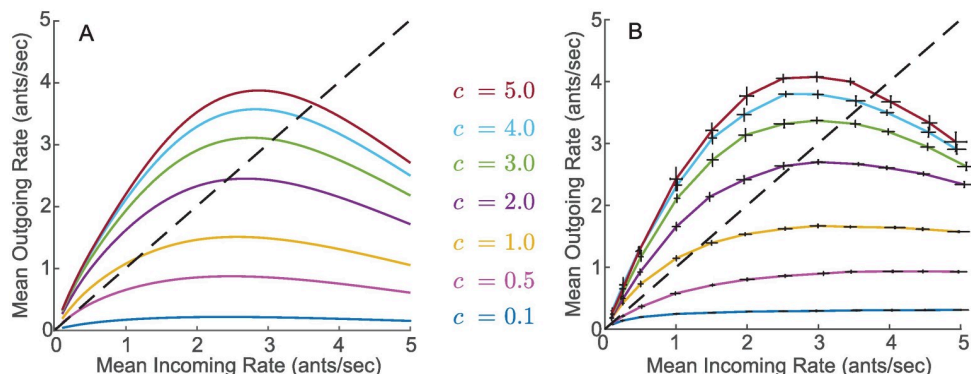 A
Mean Outgoing Rate (ants/sec)
5
4
3
2
1
0
0 1 2 3 4 5
Mean Incoming Rate (ants/sec)
c = 5.0
c = 4.0
c = 3.0
c = 2.0
c = 1.0
c = 0.5
c = 0.1
B
Mean Outgoing Rate (ants/sec)
5
4
3
2
1
0
0 1 2 3 4 5
Mean Incoming Rate (ants/sec)